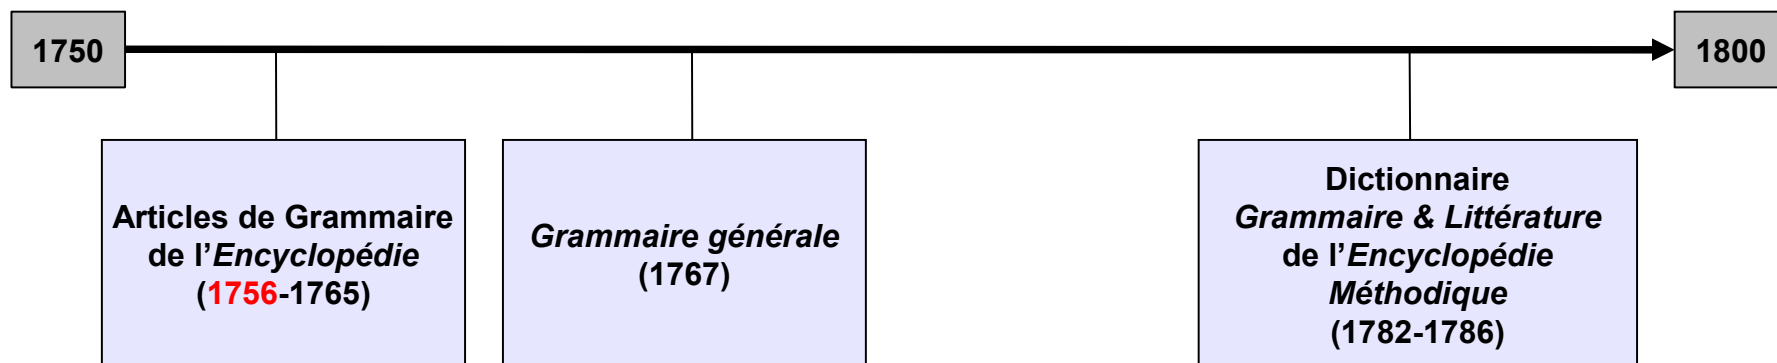 1750
1800
Articles de Grammaire
de l’Encyclopédie
(1756-1765)
Grammaire générale
(1767)
Dictionnaire
Grammaire & Littérature
de l’Encyclopédie
Méthodique
(1782-1786)